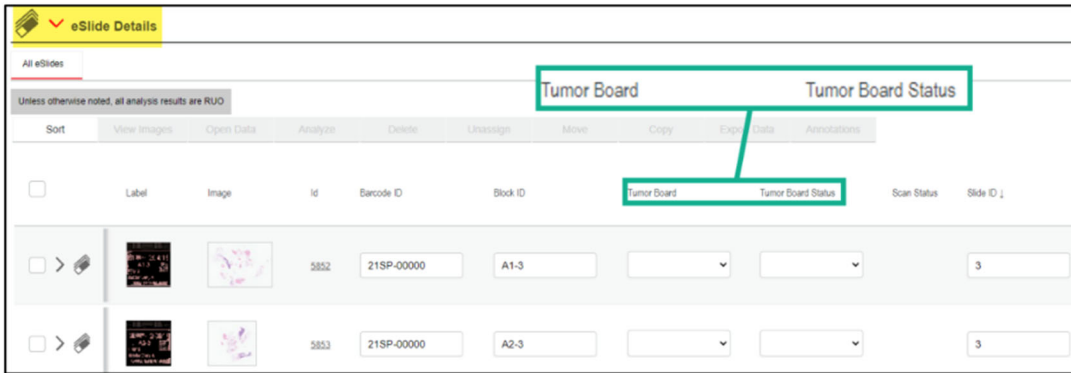 eSlide Details
All eSlides
Tumor Board Tumor Board Status
Unless otherwise noted, all analysis results are RUO
Sort View Images Open Data Analyze Delete Unassign Move Copy Export Data Annotations
Label Image Id Barcode ID Block ID Tumor Board Tumor Board Status Scan Status Slide ID ↓
5852 21SP-00000 A1-3 3
5853 21SP-00000 A2-3 3